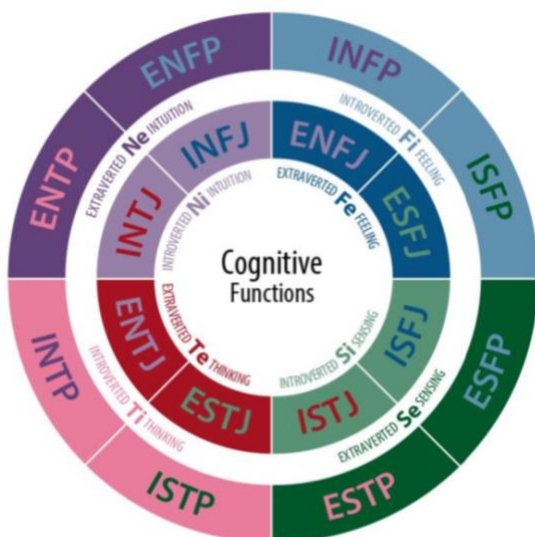 ENFP
INFP
ENTP
ISFP
EXTRAVERTED Ne INTUITION
INTROVERTED Fi FEELING
INFJ
ENFJ
INTJ
ESFJ
INTROVERTED Ni INTUITION
EXTRAVERTED Fe FEELING
Cognitive
Functions
EXTRAVERTED Te THINKING
INTROVERTED Si SENSING
ENTJ
ISFJ
ESTJ
ISTJ
INTROVERTED Ti THINKING
EXTRAVERTED Se SENSING
INTP
ESFP
ISTP
ESTP